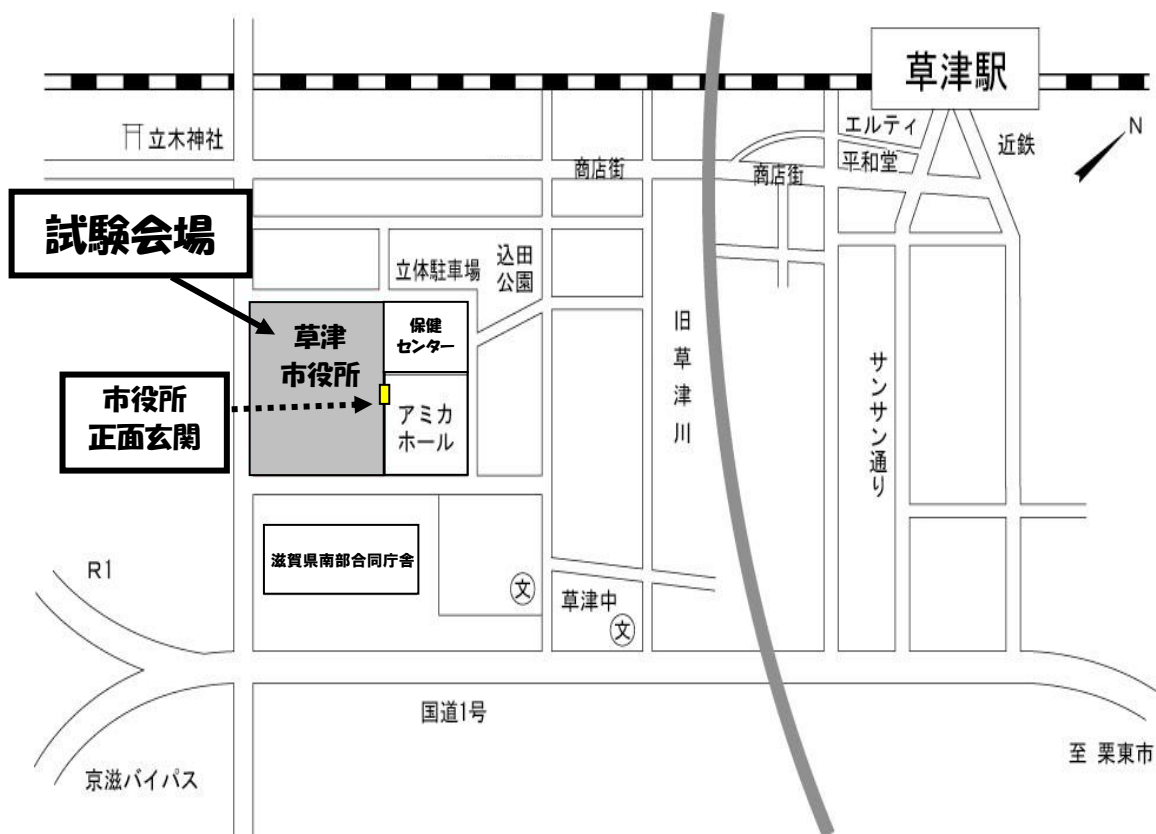 草津駅
エルティ
近鉄
N
立木神社
商店街
商店街
平和堂
試験会場
立体駐車場
込田
公園
草津
市役所
保健
センター
旧草津川
サンサン通り
市役所
正面玄関
アミカ
ホール
滋賀県南部合同庁舎
R1
文
草津中
文
国道1号
至 栗東市
京滋バイパス